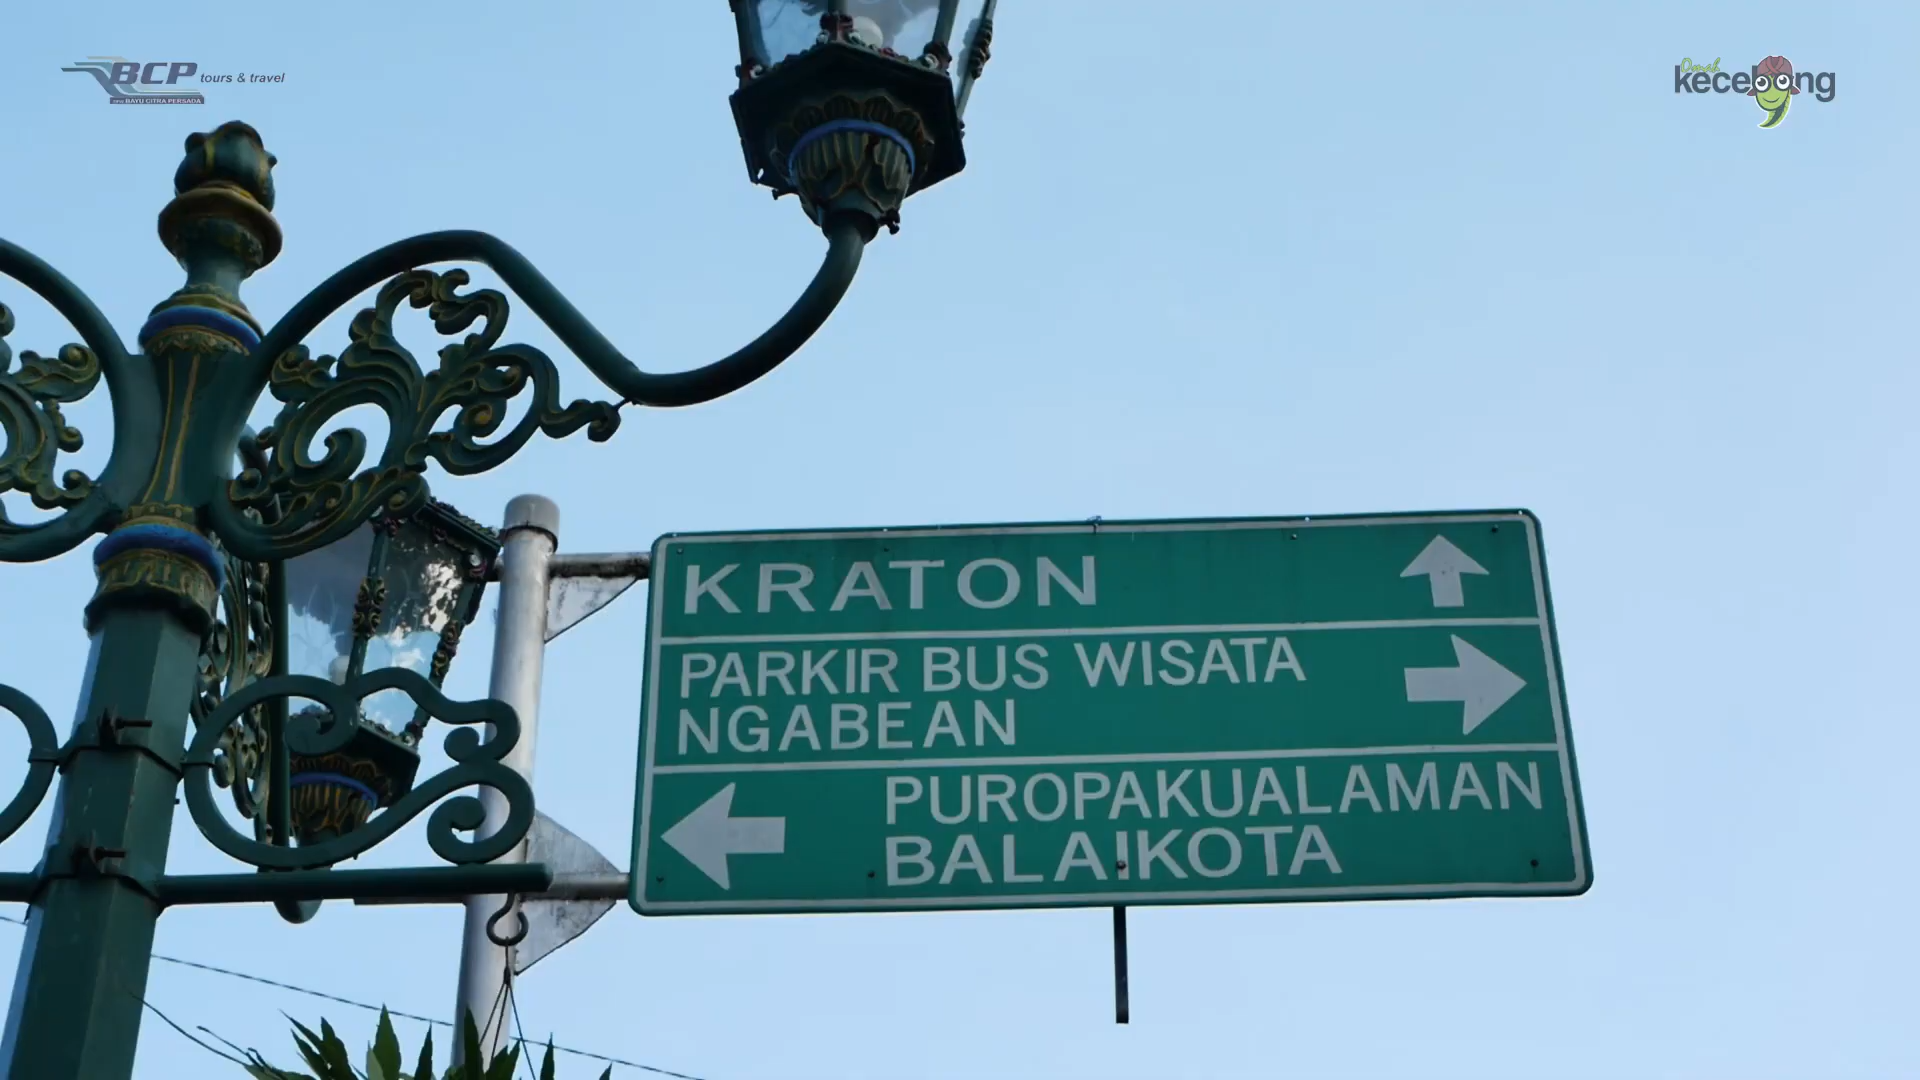 BCP tours & travel
BAYU CITRA PERSADA
Omah
kecebong
KRATON
PARKIR BUS WISATA
NGABEAN
PUROPAKUALAMAN
BALAIKOTA